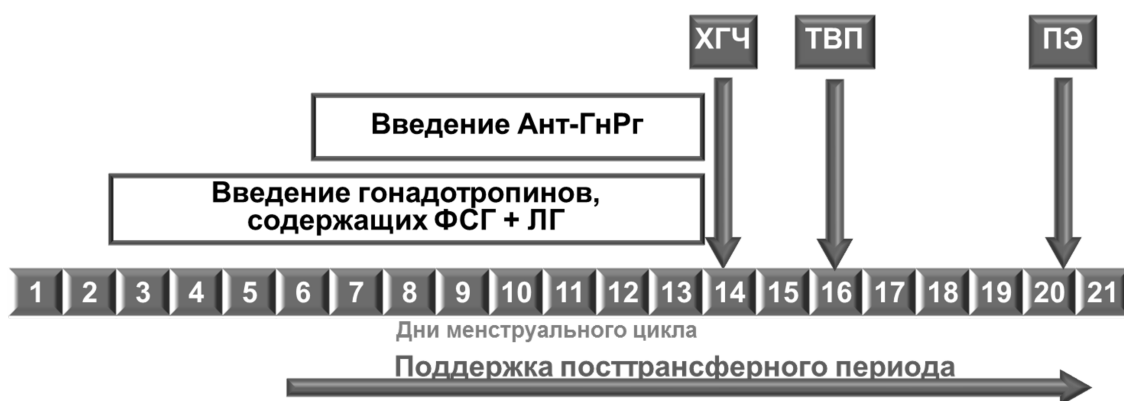 ХГЧ ТВП ПЭ
Введение Ант-ГнРг
Введение гонадотропинов,
содержащих ФСГ + ЛГ
1 2 3 4 5 6 7 8 9 10 11 12 13 14 15 16 17 18 19 20 21
Дни менструального цикла
Поддержка посттрансферного периода